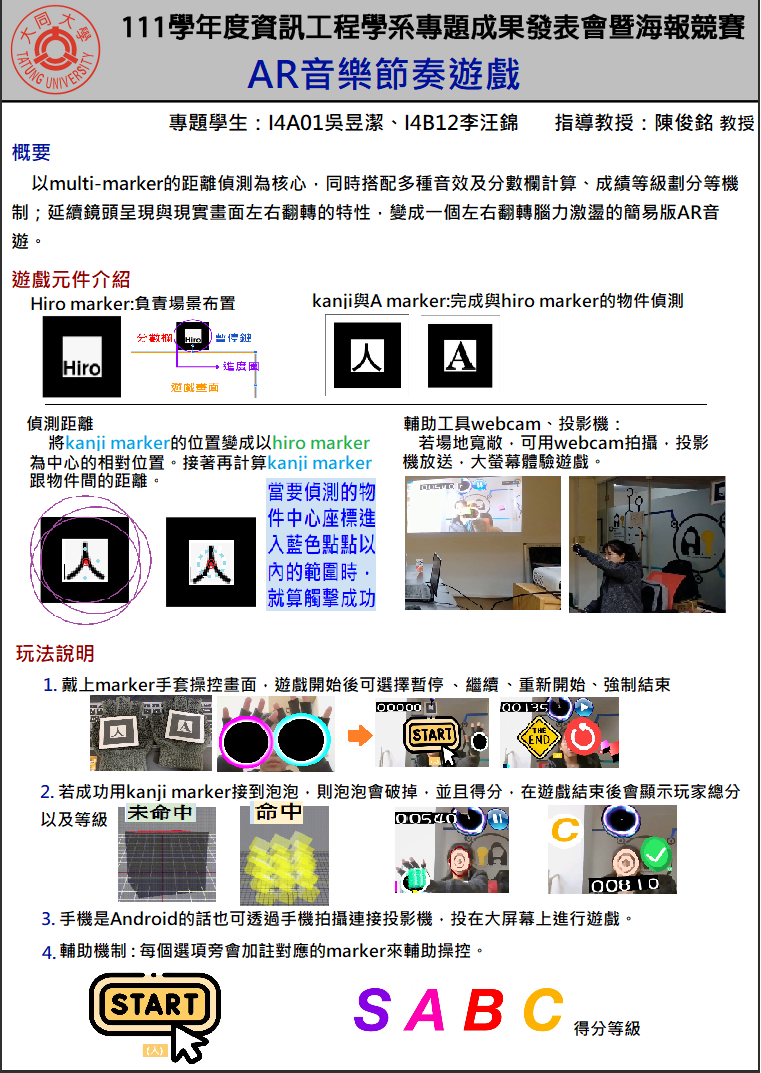 大同大學
TATUNG UNIVERSITY
111學年度資訊工程學系專題成果發表會暨海報競賽
AR音樂節奏遊戲
專題學生：I4A01吳昱潔、I4B12李汪錦 指導教授：陳俊銘 教授
概要
以multi-marker的距離偵測為核心，同時搭配多種音效及分數欄計算、成績等級劃分等機
制；延續鏡頭呈現與現實畫面左右翻轉的特性，變成一個左右翻轉腦力激盪的簡易版AR音
遊。
遊戲元件介紹
Hiro marker:負責場景布置
kanji與A marker:完成與hiro marker的物件偵測
Hiro
分數欄
Hiro
暫停鍵
進度圈
遊戲畫面
人
A
偵測距離
將kanji marker的位置變成以hiro marker
為中心的相對位置。接著再計算kanji marker
跟物件間的距離。
當要偵測的物
件中心座標進
入藍色點點以
內的範圍時，
就算觸擊成功
人
人
輔助工具webcam、投影機：
若場地寬敞，可用webcam拍攝，投影
機放送，大螢幕體驗遊戲。
玩法說明
1. 戴上marker手套操控畫面，遊戲開始後可選擇暫停 、繼續 、重新開始、強制結束
人
A
00000
START
00135
THE
END
2. 若成功用kanji marker接到泡泡，則泡泡會破掉，並且得分，在遊戲結束後會顯示玩家總分
以及等級
未命中
命中
00540
C
00810
3. 手機是Android的話也可透過手機拍攝連接投影機，投在大屏幕上進行遊戲。
4. 輔助機制 : 每個選項旁會加註對應的marker來輔助操控。
START
(人)
S A B C
得分等級